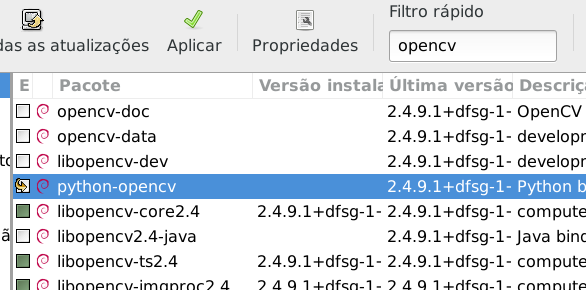 Filtro rápido
das as atualizações Aplicar Propriedades opencv
E Pacote Versão instala Última versão Descriç
opencv-doc 2.4.9.1+dfsg-1- OpenCV
opencv-data 2.4.9.1+dfsg-1- developm
libopencv-dev 2.4.9.1+dfsg-1- developm
python-opencv 2.4.9.1+dfsg-1- Python b
libopencv-core2.4 2.4.9.1+dfsg-1- 2.4.9.1+dfsg-1- compute
libopencv2.4-java 2.4.9.1+dfsg-1- Java bind
libopencv-ts2.4 2.4.9.1+dfsg-1- 2.4.9.1+dfsg-1- compute
libopencv-imgproc2.4 2.4.9.1+dfsg-1- 2.4.9.1+dfsg-1- compute